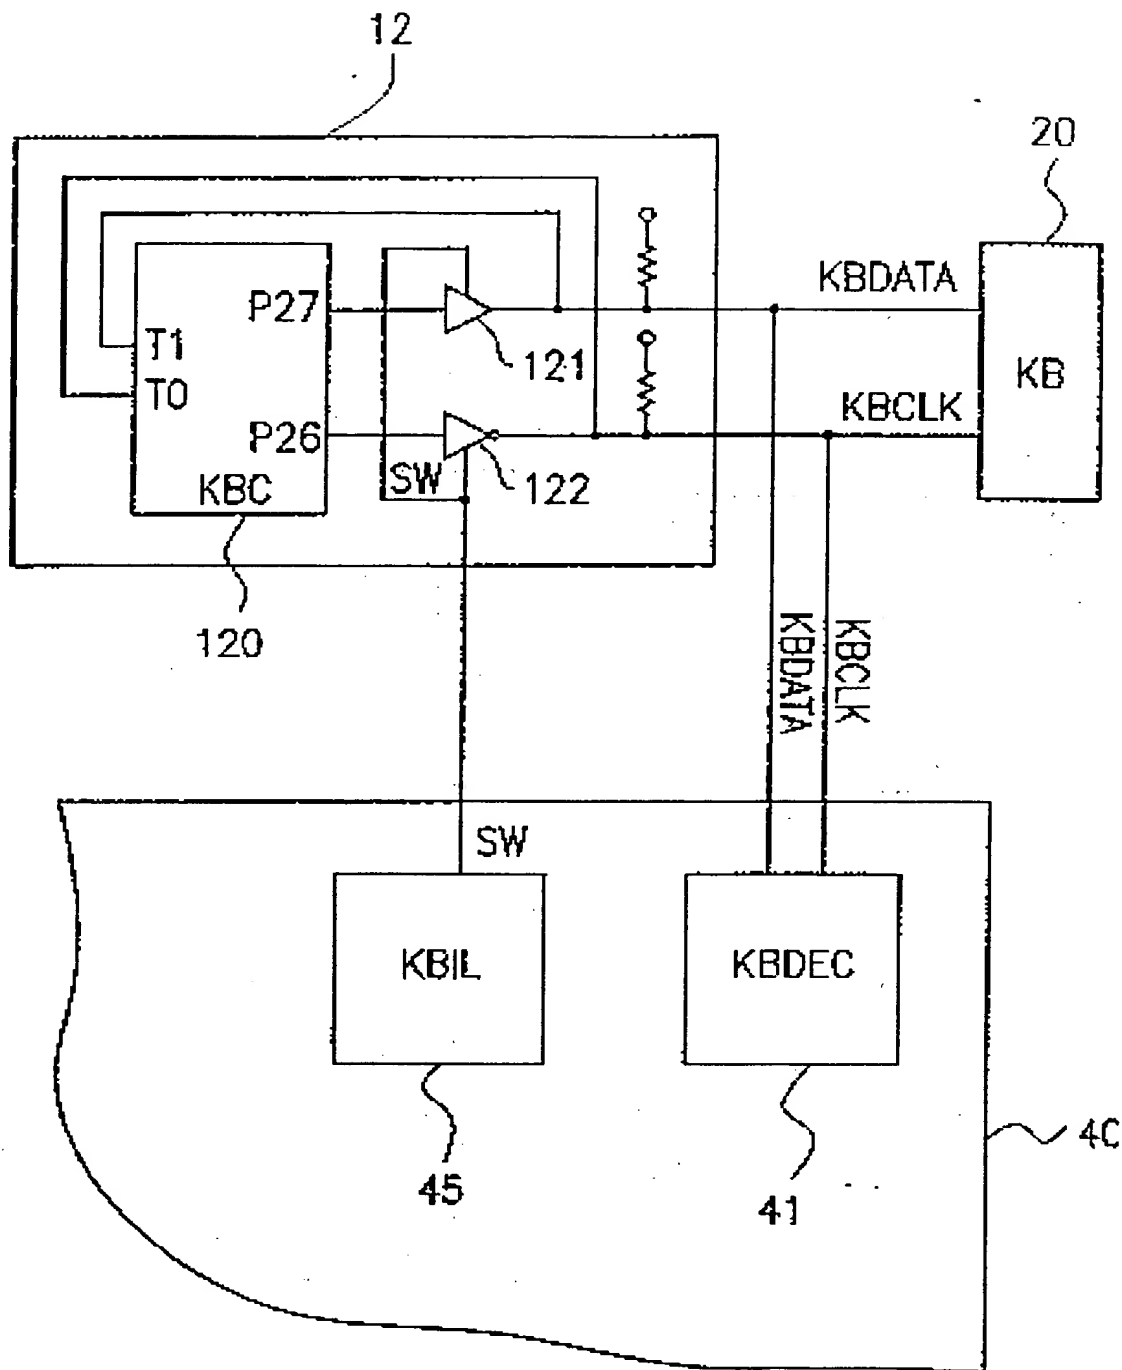 12
20
KBDATA
P27
T1
121
KB
T0
KBCLK
P26
SW
122
KBC
120
KBDATA
KBCLK
SW
KBIL
KBDEC
4C
45
41